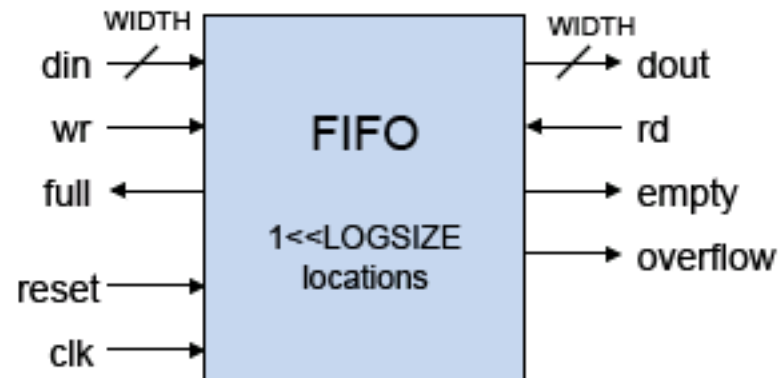 WIDTH
din
wr
full
reset
clk
FIFO
1<<LOGSIZE
locations
WIDTH
dout
rd
empty
overflow